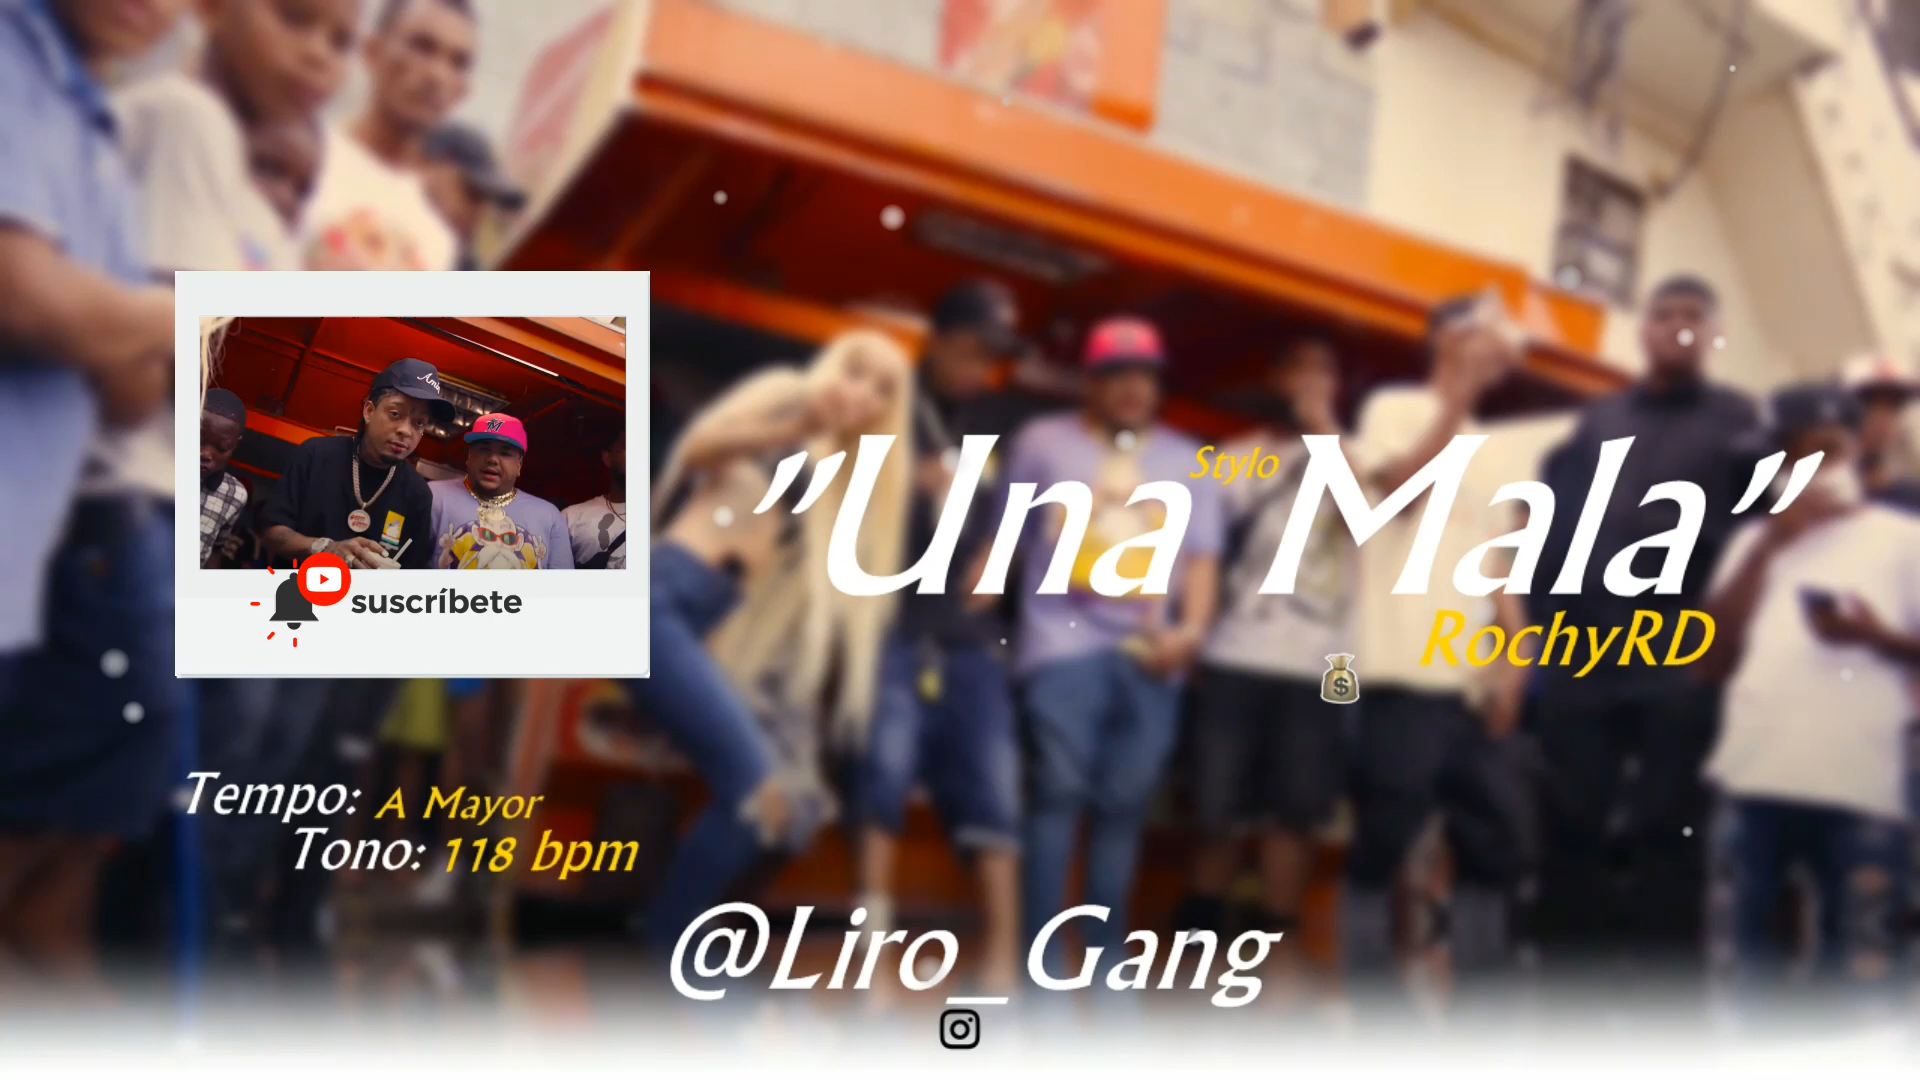 Stylo
"Una Mala"
RochyRD
suscríbete
Tempo: A Mayor
Tono: 118 bpm
@Liro_Gang